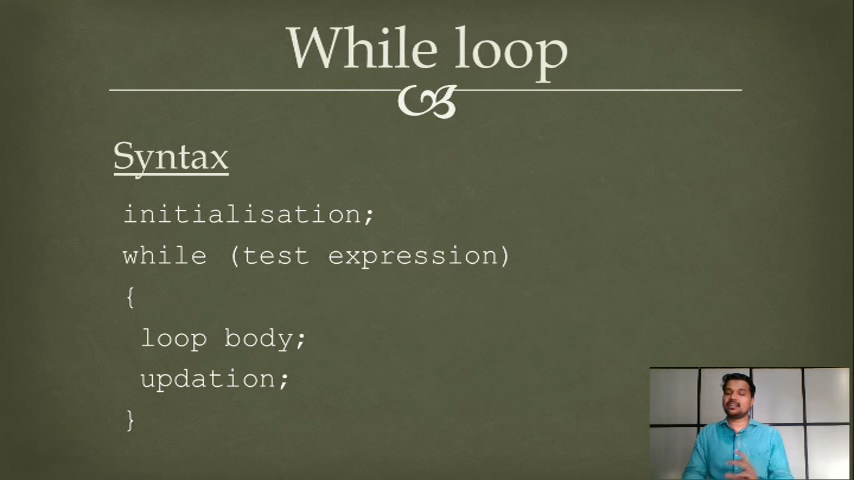 While loop
Syntax
initialisation;
while (test expression)
{
loop body;
updation;
}